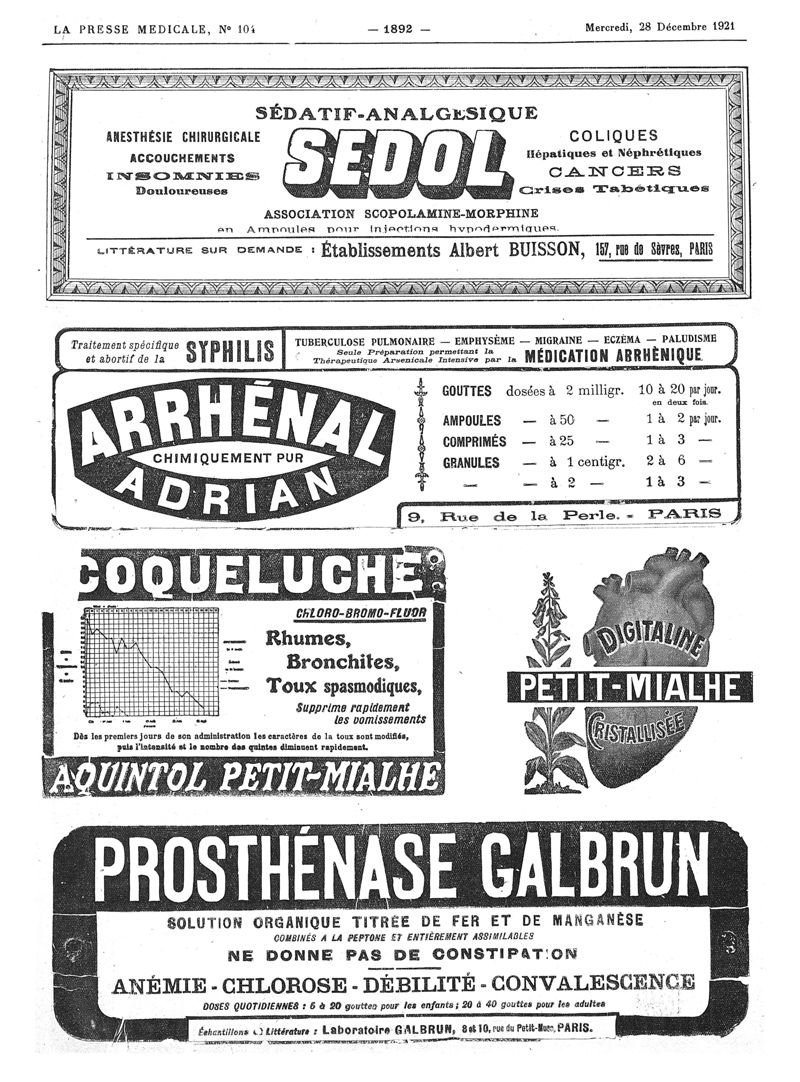 LA PRESSE MEDICALE, Nº 104 — 1892 — Mercredi, 28 Décembre 1921
SÉDATIF-ANALGESIQUE
SEDOL
ANESTHÉSIE CHIRURGICALE
ACCOUCHEMENTS
INSOMNIES
Douloureuses
COLIQUES
Hépatiques et Néphrétiques
CANCERS
Crises Tabétiques
ASSOCIATION SCOPOLAMINE-MORPHINE
en Ampoules pour injections hypodermiques.
LITTÉRATURE SUR DEMANDE : Établissements Albert BUISSON, 157, rue de Sèvres, PARIS
Traitement spécifique
et abortif de la SYPHILIS
TUBERCULOSE PULMONAIRE — EMPHYSÈME — MIGRAINE — ECZÉMA — PALUDISME
Seule Préparation permettant la
Thérapeutique Arsenicale Intensive par la MÉDICATION ARRHÈNIQUE
ARRHÉNAL
CHIMIQUEMENT PUR
ADRIAN
GOUTTES dosées à 2 milligr. 10 à 20 par jour.
en deux fois.
AMPOULES — à 50 — 1 à 2 par jour.
COMPRIMÉS — à 25 — 1 à 3 —
GRANULES — à 1 centigr. 2 à 6 —
— — à 2 — 1 à 3 —
9, Rue de la Perle. - PARIS
COQUELUCHE
CHLORO-BROMO-FLUOR
Rhumes,
Bronchites,
Toux spasmodiques,
Supprime rapidement
les vomissements
Dès les premiers jours de son administration les caractères de la toux sont modifiés,
puis l'intensité et le nombre des quintes diminuent rapidement.
AQUINTOL PETIT-MIALHE
DIGITALINE
PETIT-MIALHE
CRISTALLISÉE
PROSTHÉNASE GALBRUN
SOLUTION ORGANIQUE TITRÉE DE FER ET DE MANGANÈSE
COMBINÉS A LA PEPTONE ET ENTIÈREMENT ASSIMILABLES
NE DONNE PAS DE CONSTIPATION
ANÉMIE - CHLOROSE - DÉBILITÉ - CONVALESCENCE
DOSES QUOTIDIENNES : 5 à 20 gouttes pour les enfants ; 20 à 40 gouttes pour les adultes
Échantillons Littérature : Laboratoire GALBRUN, 8 et 10, rue du Petit-Musc, PARIS.